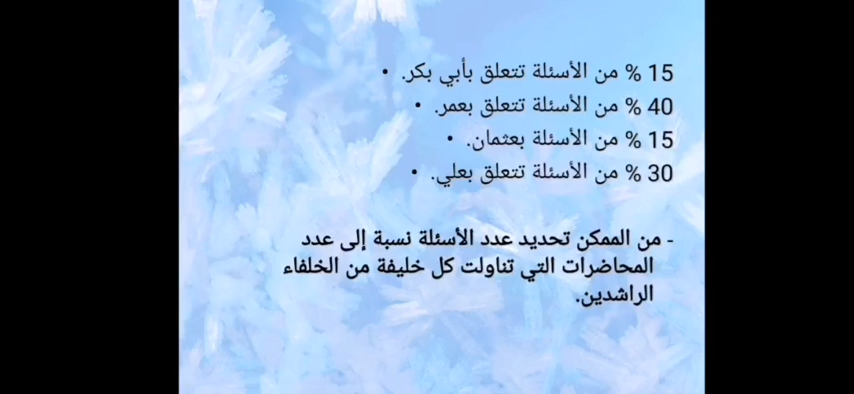 15 % من الأسئلة تتعلق بأبي بكر. •
40 % من الأسئلة تتعلق بعمر. •
15 % من الأسئلة بعثمان. •
30 % من الأسئلة تتعلق بعلي. •
- من الممكن تحديد عدد الأسئلة نسبة إلى عدد
المحاضرات التي تناولت كل خليفة من الخلفاء
الراشدين.